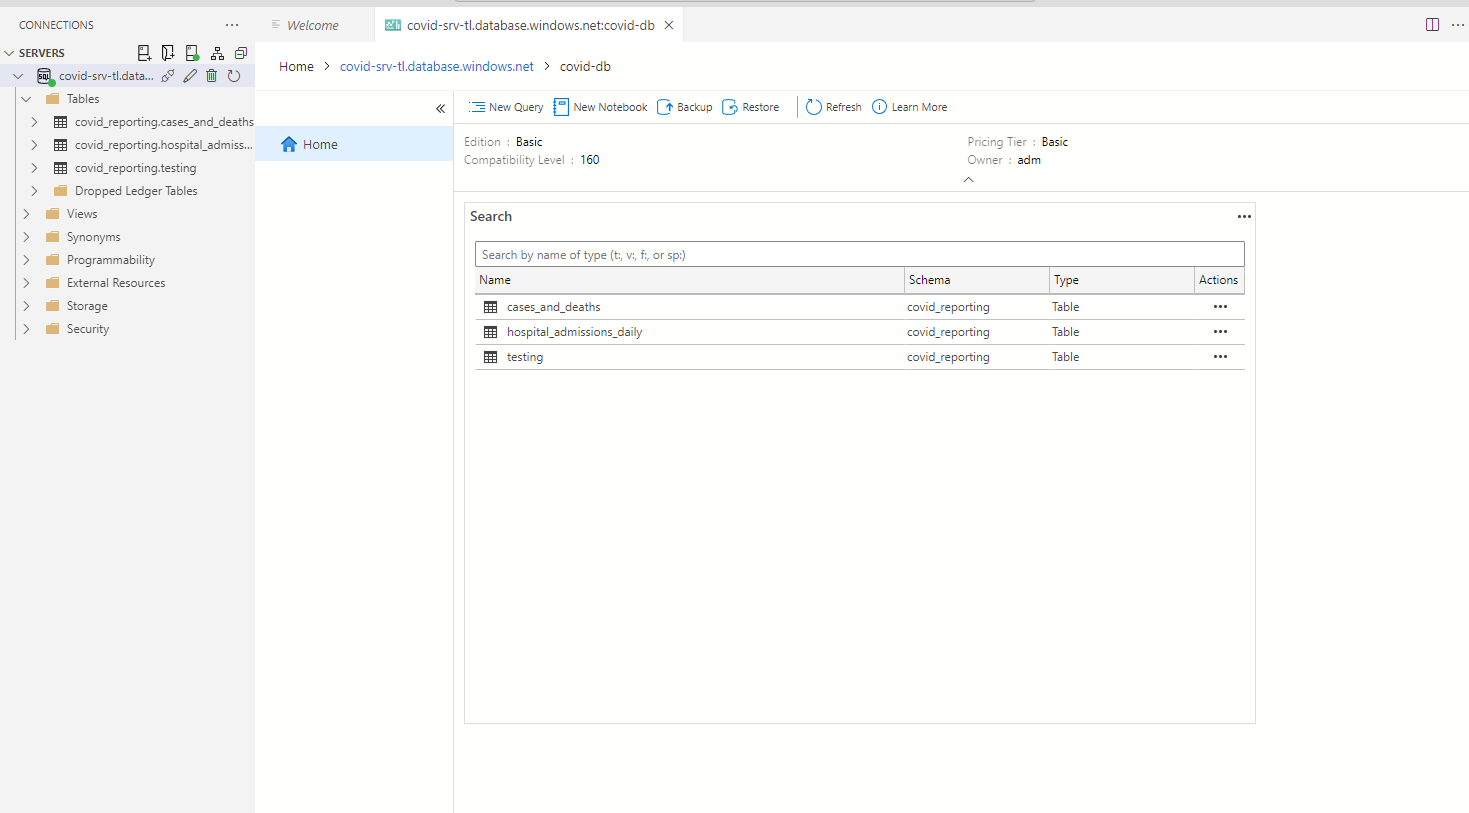 CONNECTIONS
SERVERS
covid-srv-tl.data...
Tables
covid_reporting.cases_and_deaths
covid_reporting.hospital_admiss...
covid_reporting.testing
Dropped Ledger Tables
Views
Synonyms
Programmability
External Resources
Storage
Security
Welcome
covid-srv-tl.database.windows.net:covid-db
Home > covid-srv-tl.database.windows.net > covid-db
Home
New Query New Notebook Backup Restore Refresh Learn More
Edition : Basic
Compatibility Level : 160
Pricing Tier : Basic
Owner : adm
Search
Search by name of type (t:, v:, f:, or sp:)
Name Schema Type Actions
cases_and_deaths covid_reporting Table
hospital_admissions_daily covid_reporting Table
testing covid_reporting Table